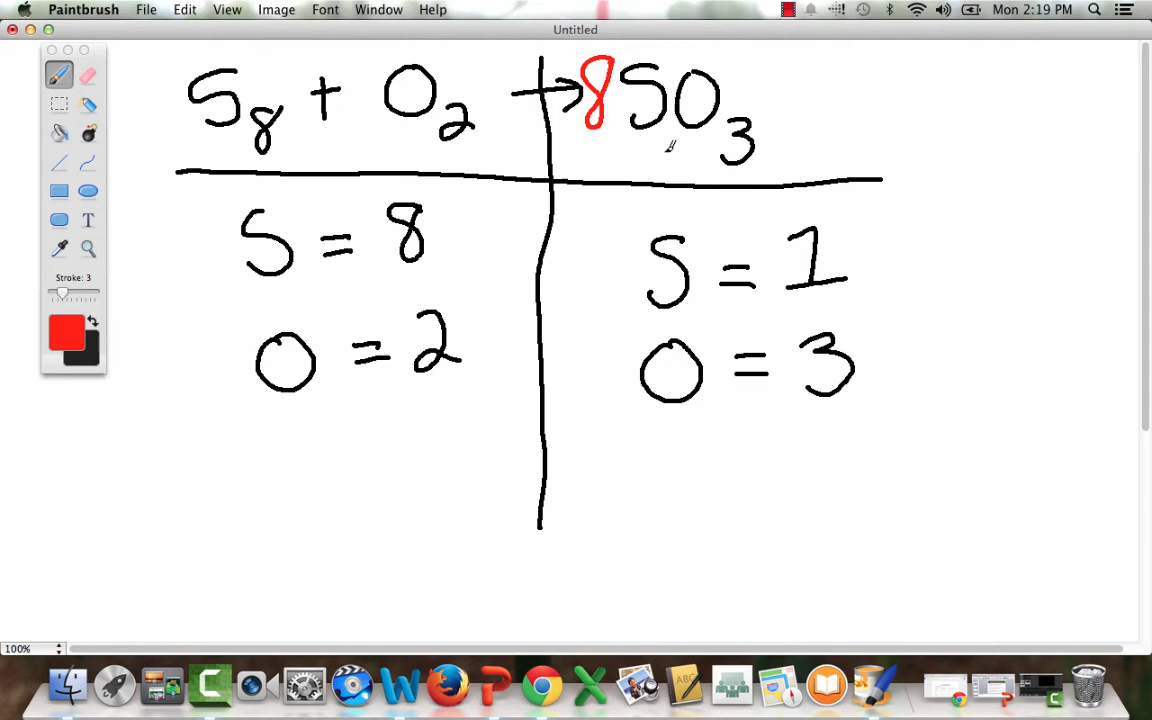 Paintbrush File Edit View Image Font Window Help Mon 2:19 PM
Untitled
S₈ + O₂ → 8SO₃
S = 8
S = 1
O = 2
O = 3
T
Stroke: 3
100%